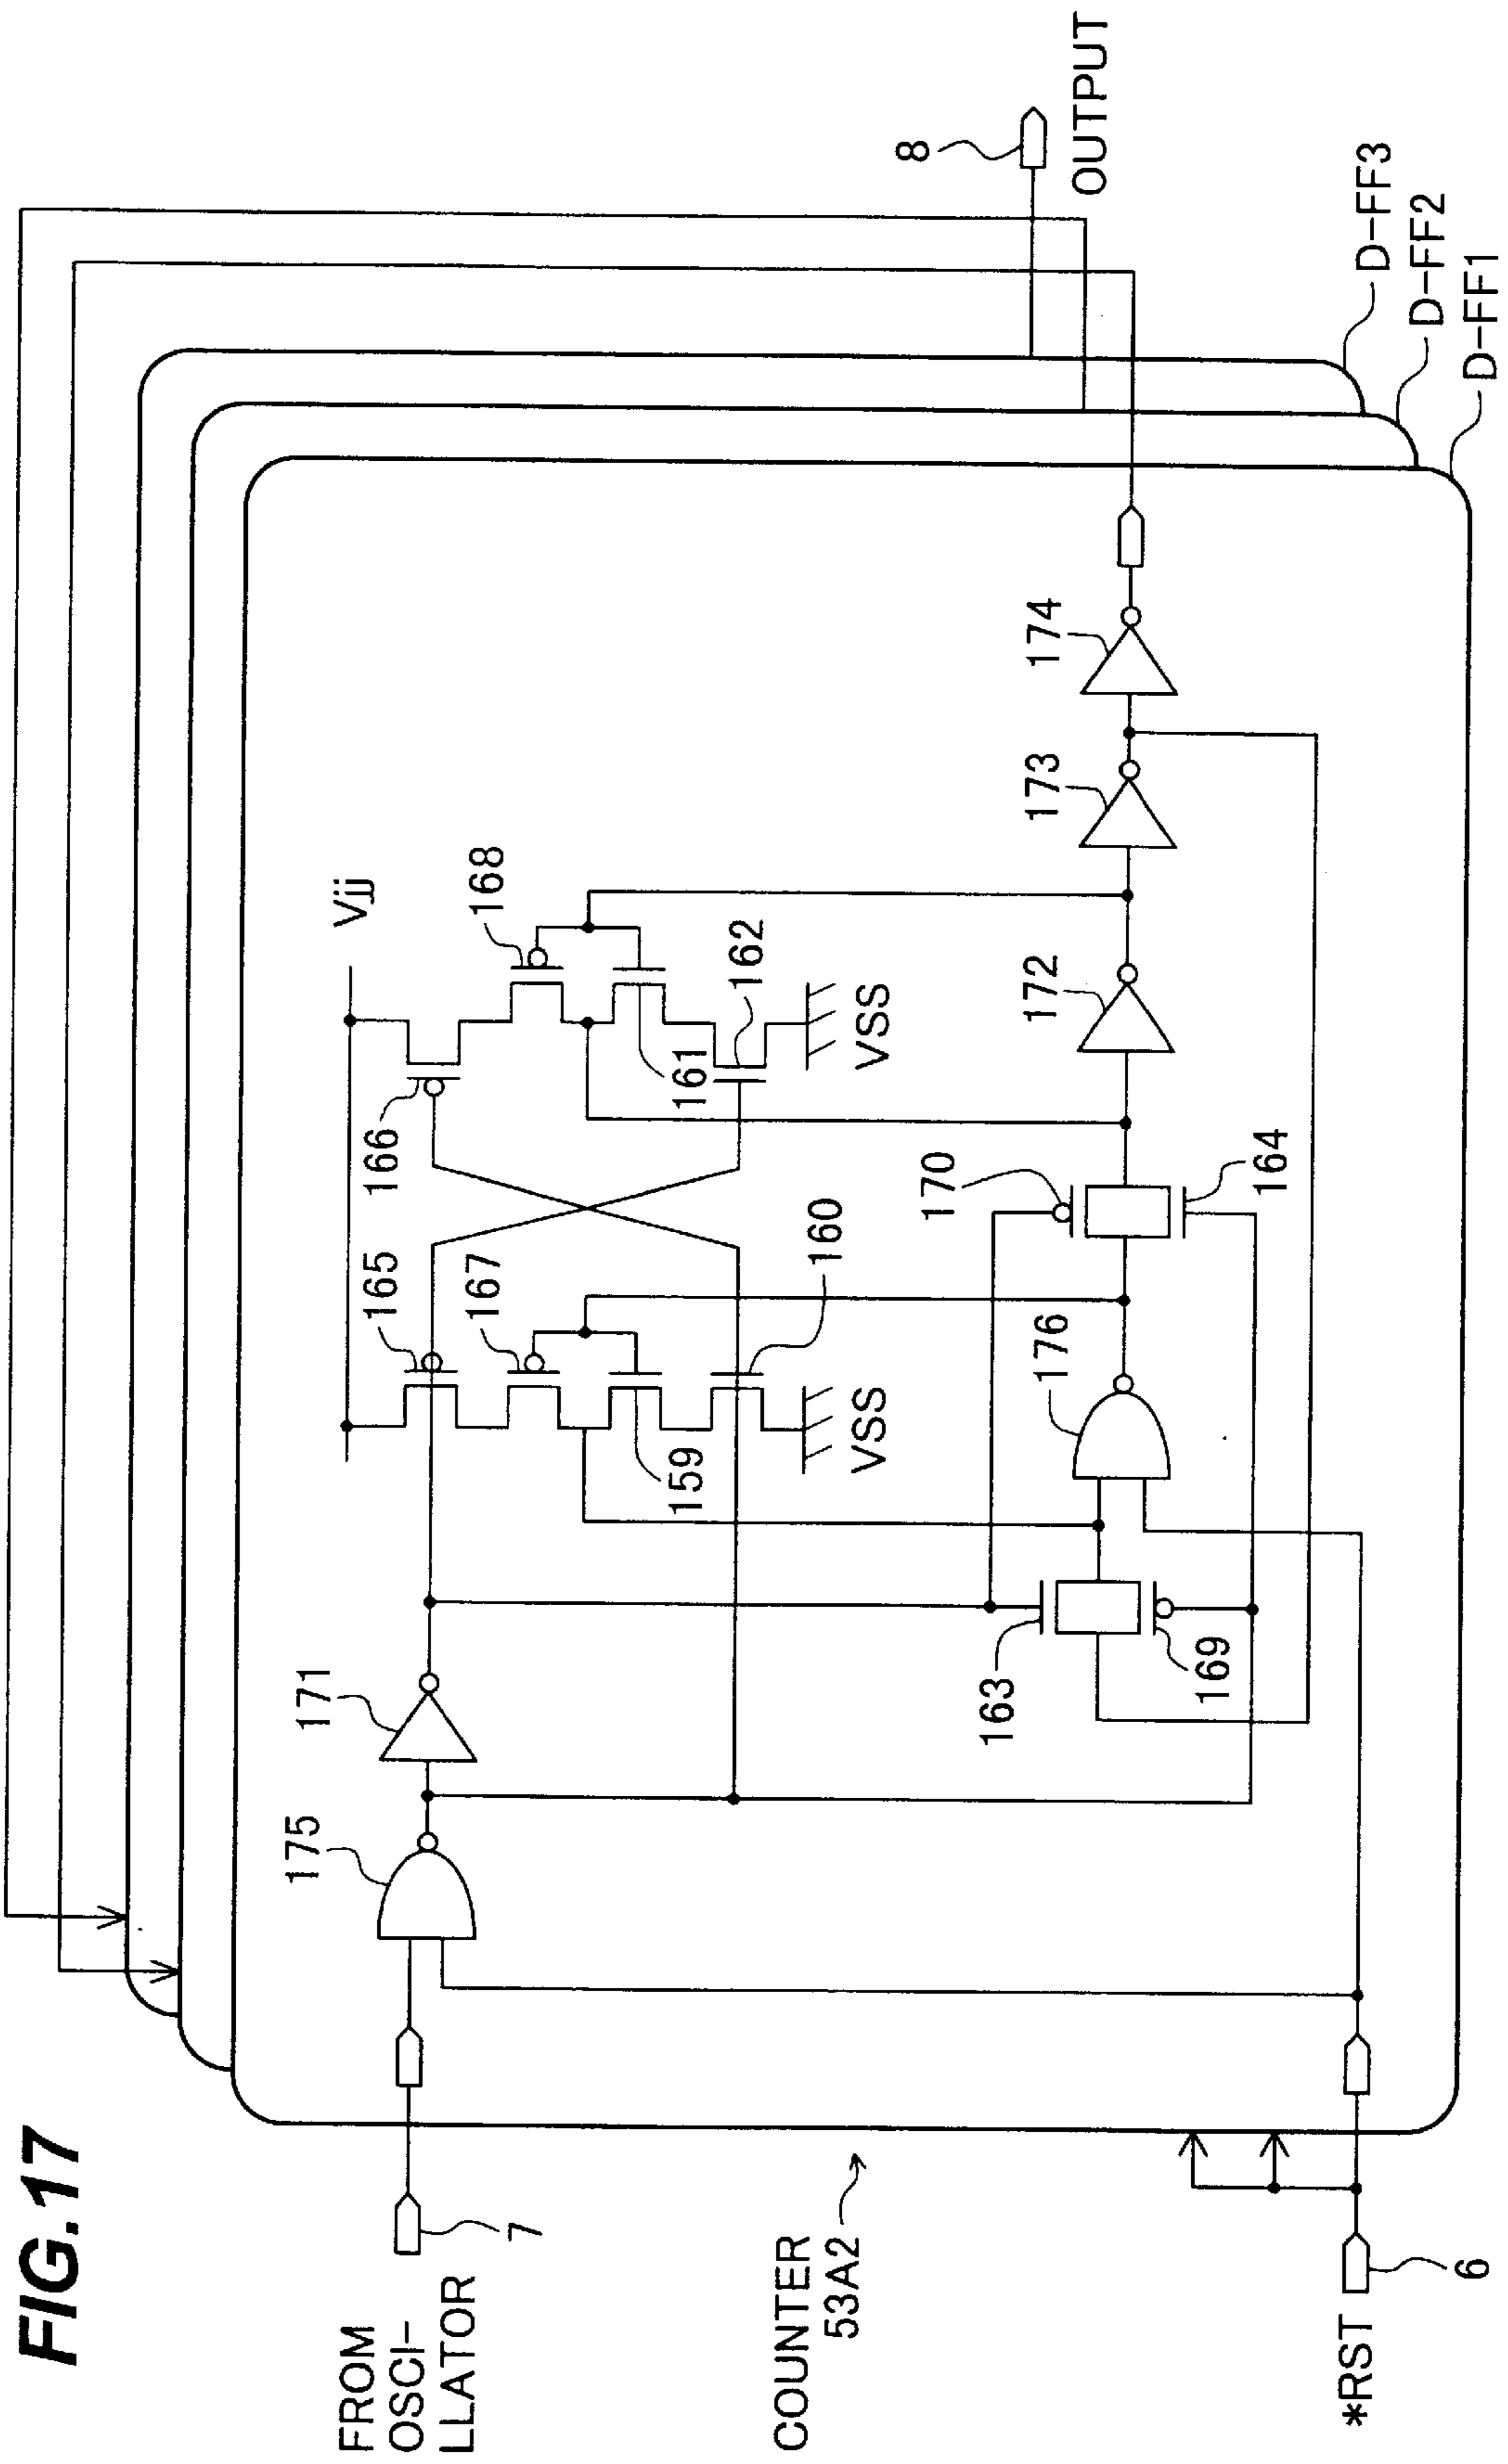 FIG.17
FROM
OSCI-
LLATOR
7
COUNTER
53A2
*RST
6
175
171
165
167
159
160
VSS
Vjj
166
168
161
162
VSS
163
169
176
170
164
172
173
174
8
OUTPUT
D-FF3
D-FF2
D-FF1